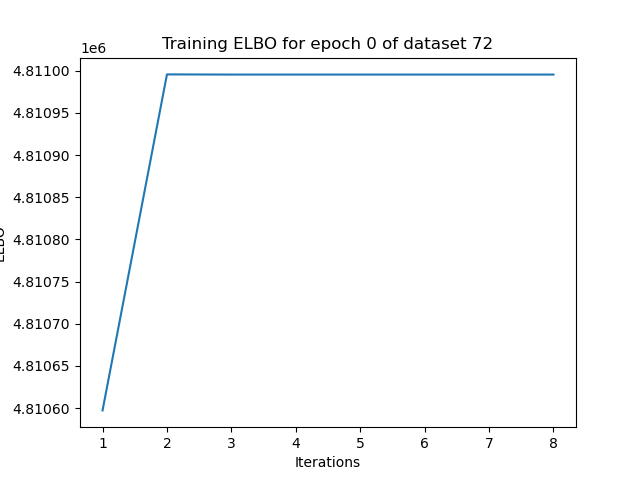 Training ELBO for epoch 0 of dataset 72
1e6
4.81100
4.81095
4.81090
4.81085
4.81080
4.81075
4.81070
4.81065
4.81060
ELBO
1 2 3 4 5 6 7 8
Iterations